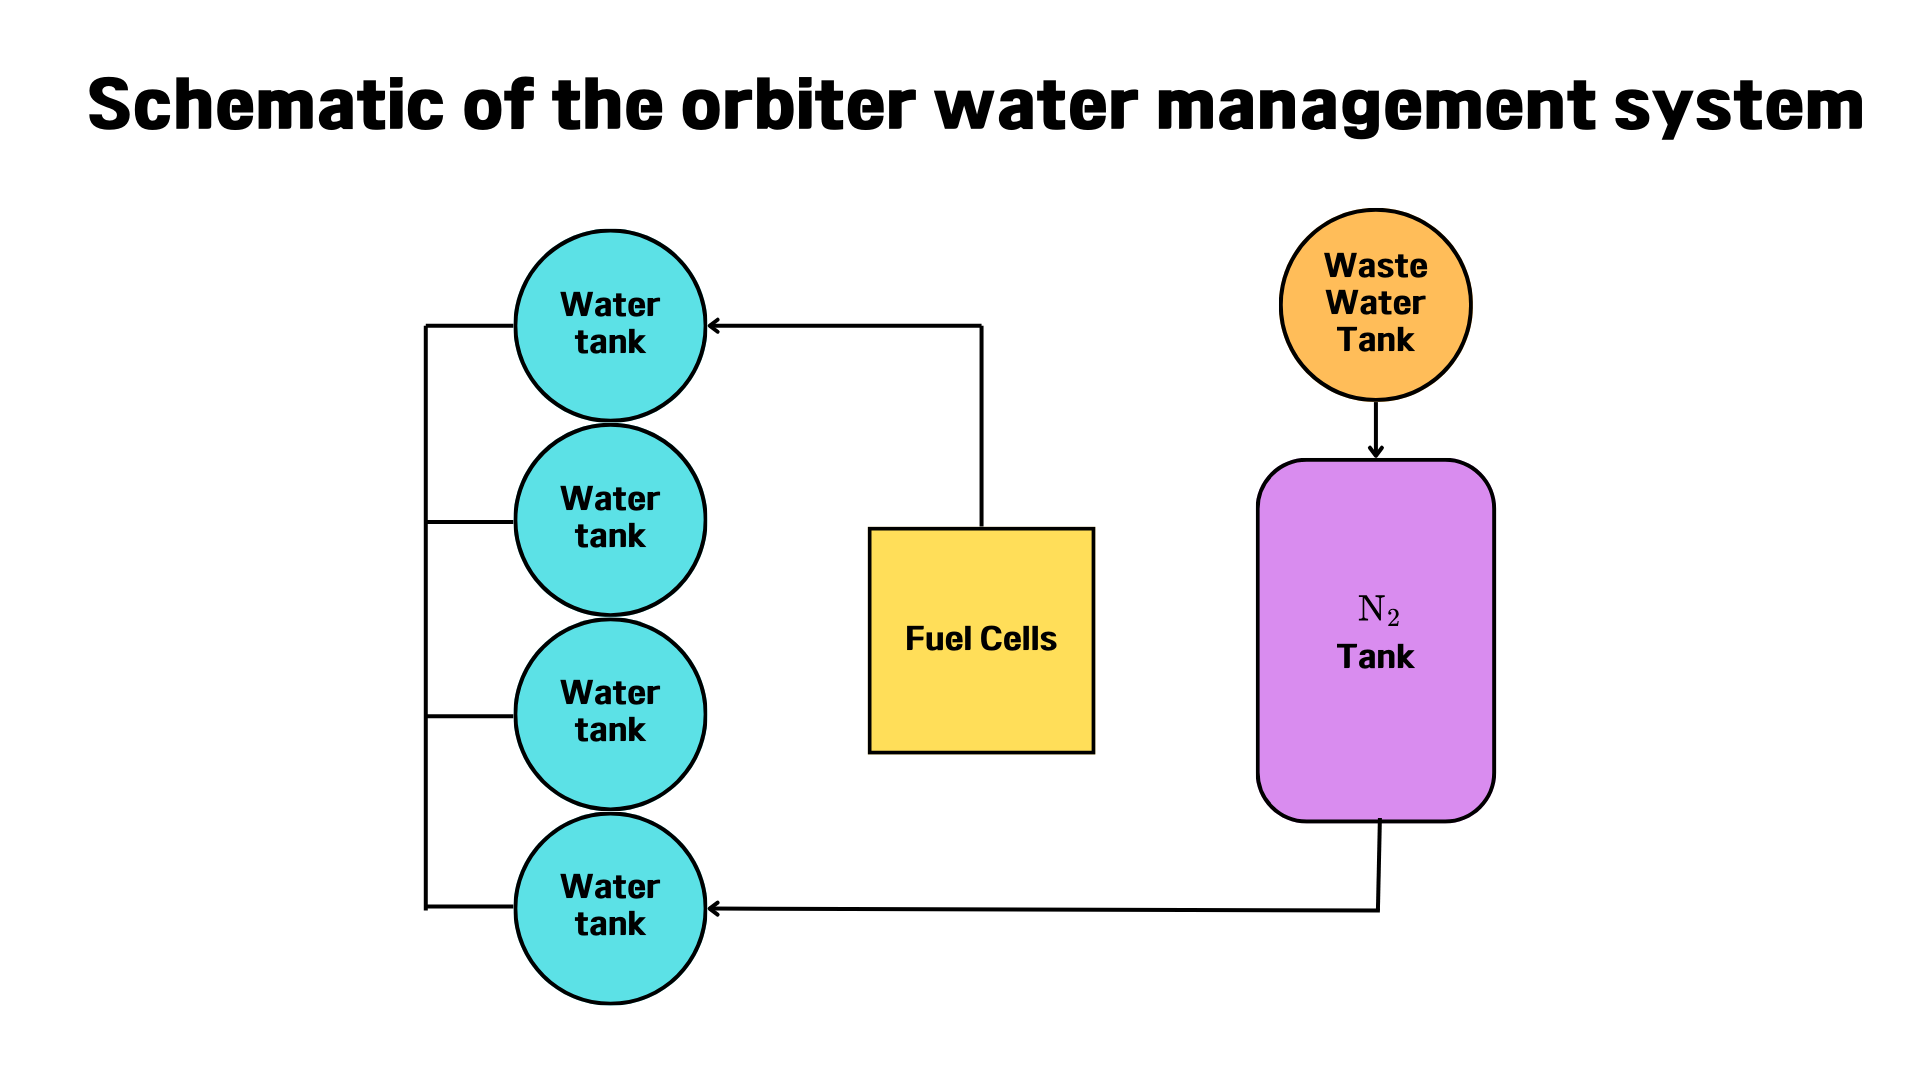 Schematic of the orbiter water management system
Water
tank
Water
tank
Water
tank
Water
tank
Fuel Cells
Waste
Water
Tank
N₂
Tank